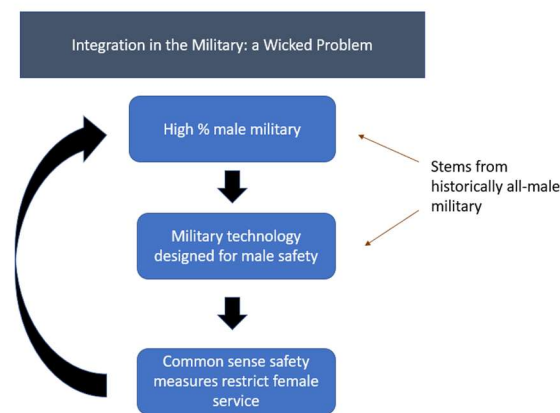 Integration in the Military: a Wicked Problem
High % male military
Stems from
historically all-male
military
Military technology
designed for male safety
Common sense safety
measures restrict female
service